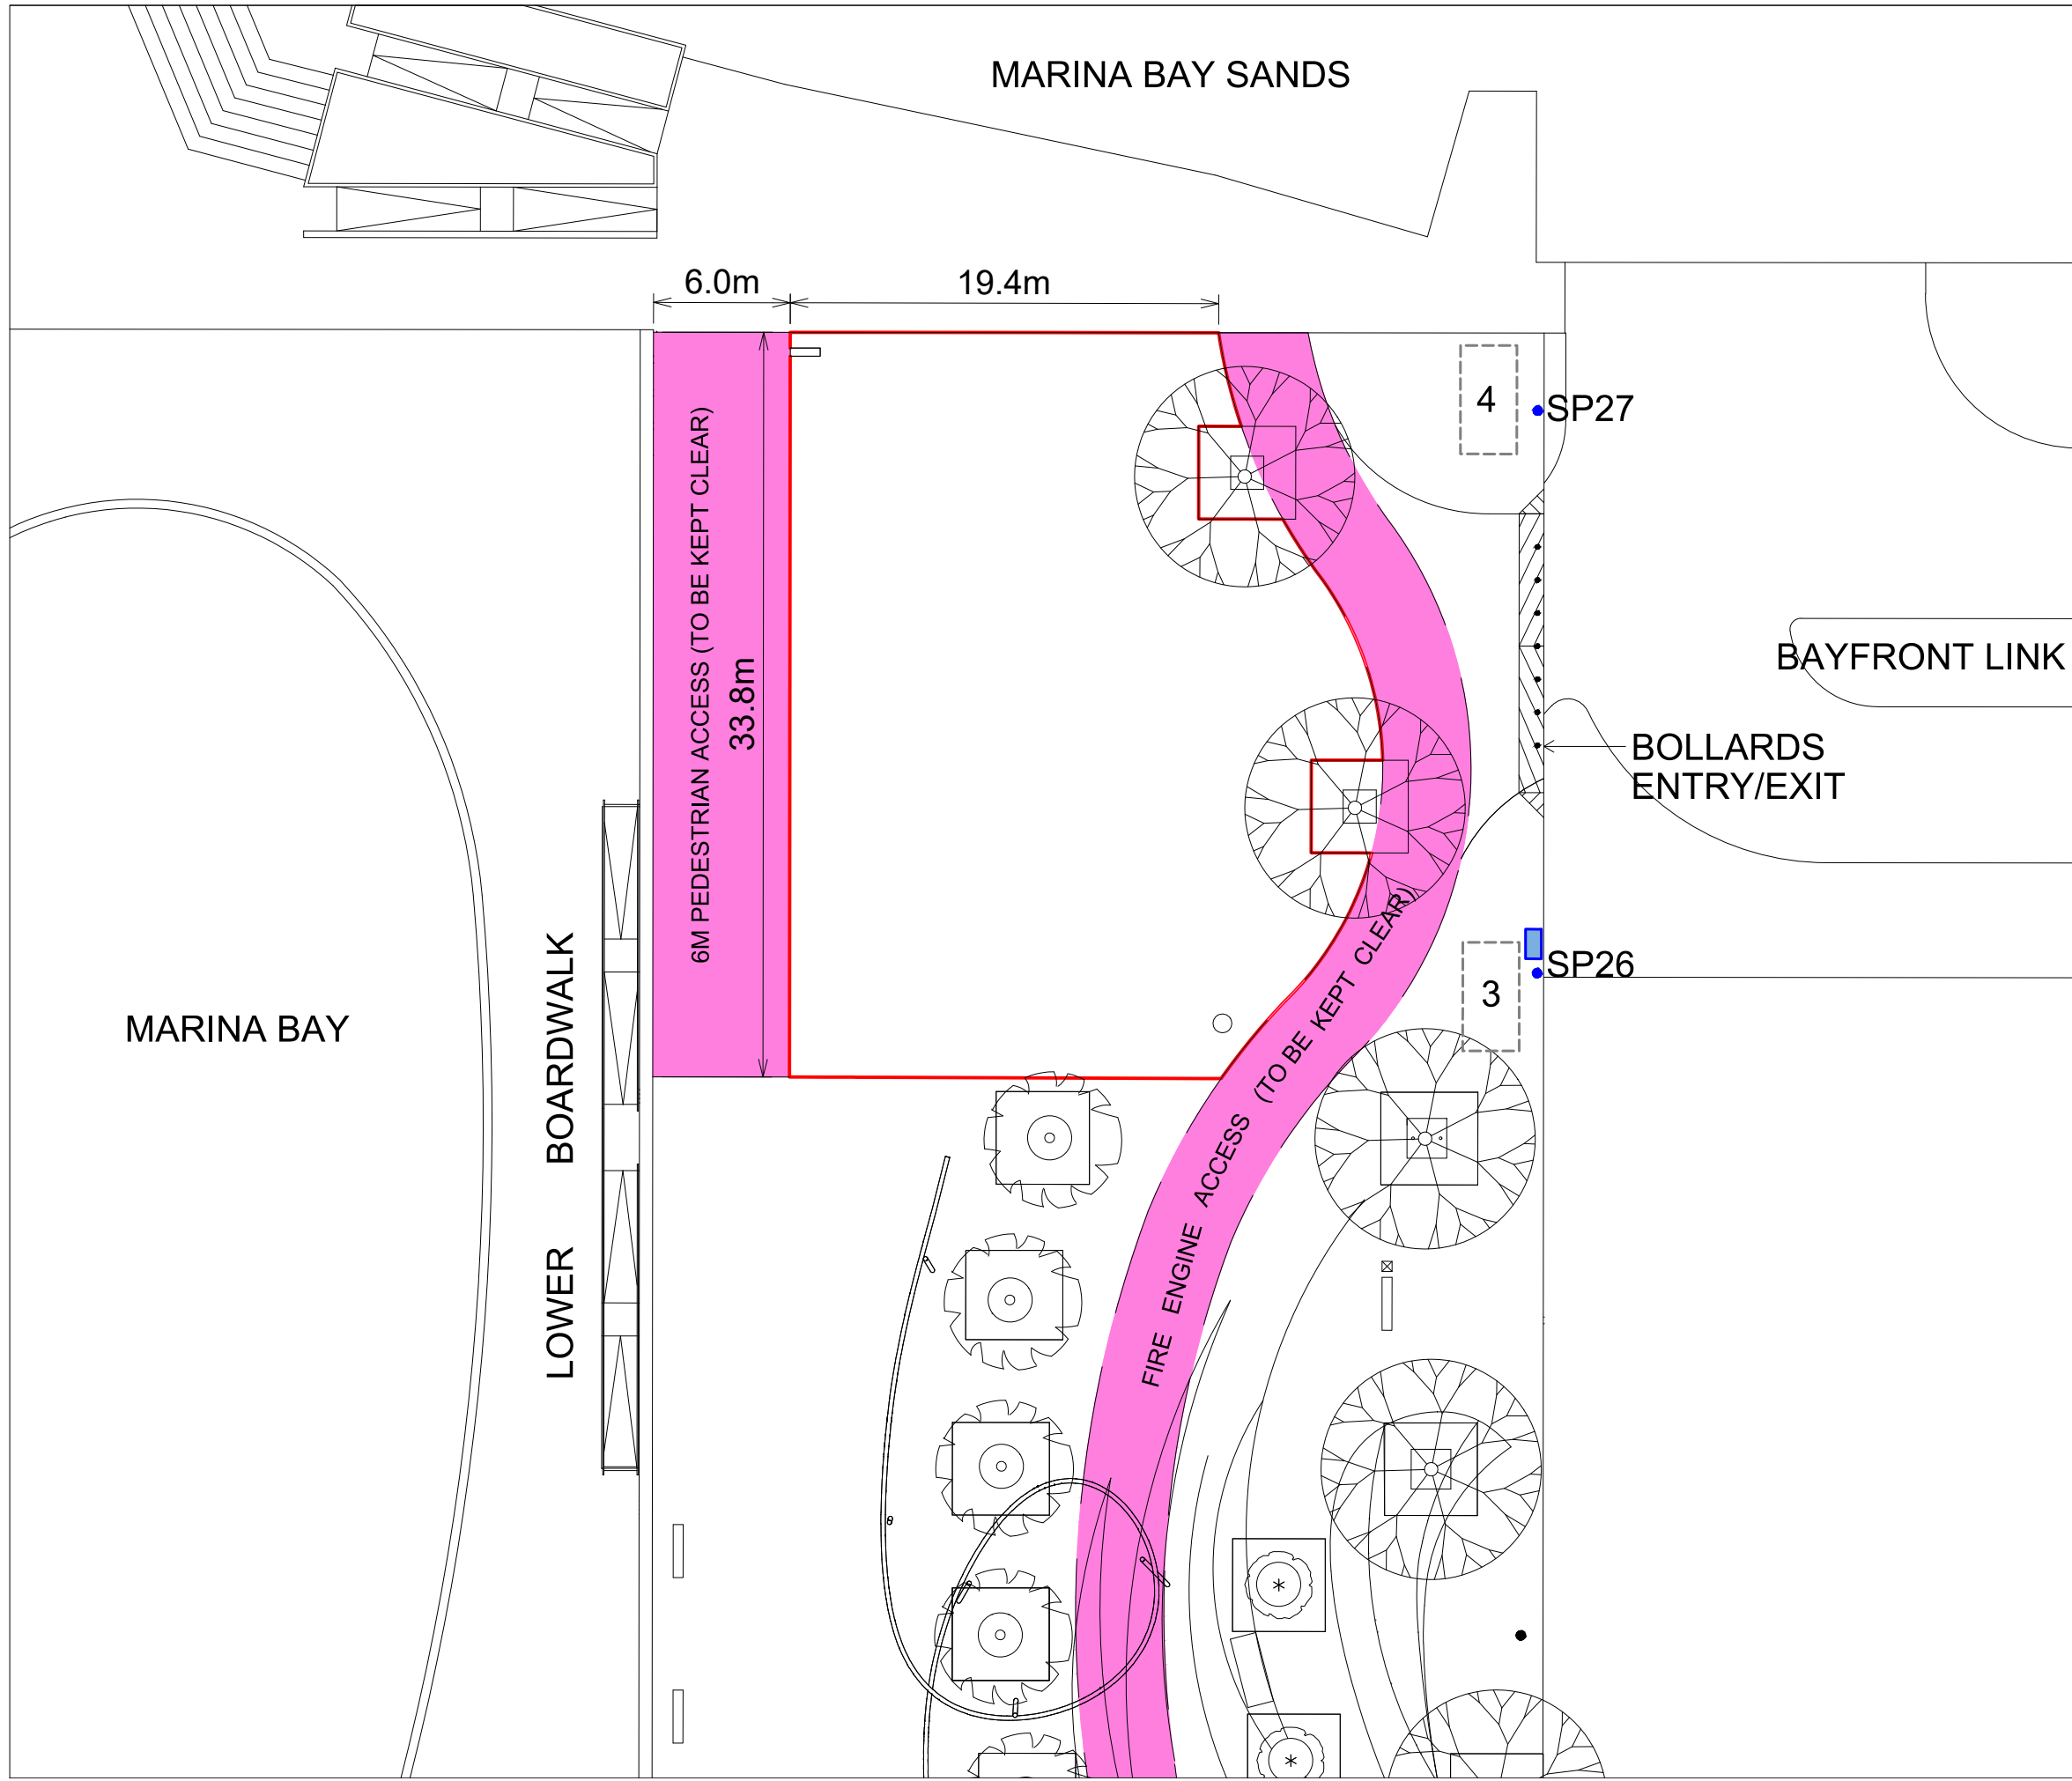 MARINA BAY SANDS
6.0m
19.4m
4
SP27
6M PEDESTRIAN ACCESS (TO BE KEPT CLEAR)
33.8m
BAYFRONT LINK
BOLLARDS
ENTRY/EXIT
SP26
3
MARINA BAY
LOWER BOARDWALK
FIRE ENGINE ACCESS (TO BE KEPT CLEAR)